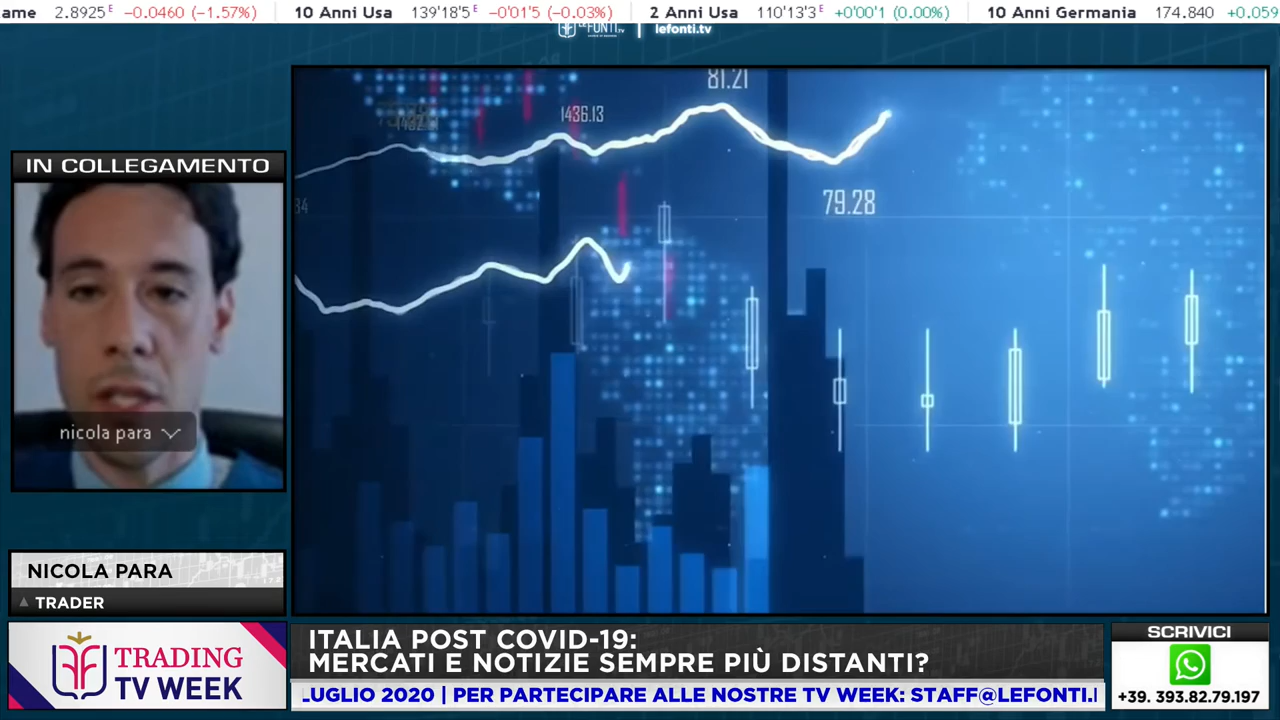 ame 2.8925 E -0.0460 (-1.57%) 10 Anni Usa 139'18'5 E -0'01'5 (-0.03%) 2 Anni Usa 110'13'3 E +0'00'1 (0.00%) 10 Anni Germania 174.840 +0.059
FONTI.TV lefonti.tv
81.21
1436.13
79.28
34
IN COLLEGAMENTO
nicola para
NICOLA PARA
TRADER
TRADING
TV WEEK
ITALIA POST COVID-19:
MERCATI E NOTIZIE SEMPRE PIÙ DISTANTI?
LUGLIO 2020 | PER PARTECIPARE ALLE NOSTRE TV WEEK: STAFF@LEFONTI.I
SCRIVICI
+39. 393.82.79.197